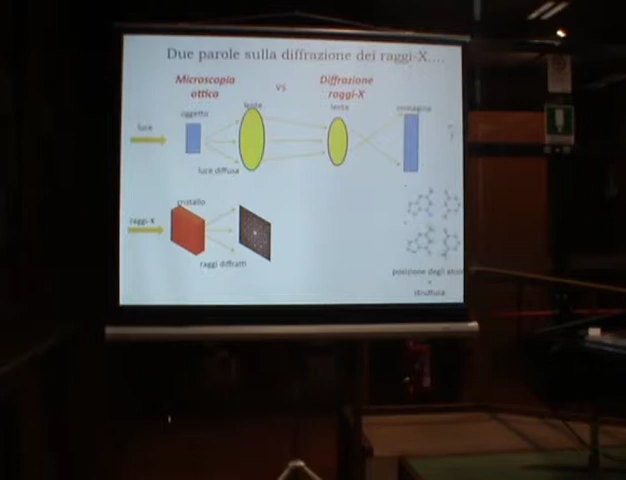 Due parole sulla diffrazione dei raggi-X....
Microscopia
ottica
vs
Diffrazione
raggi-X
oggetto
lente
lente
immagine
luce
luce diffusa
cristallo
raggi-X
raggi diffratti
posizione degli atomi
struttura